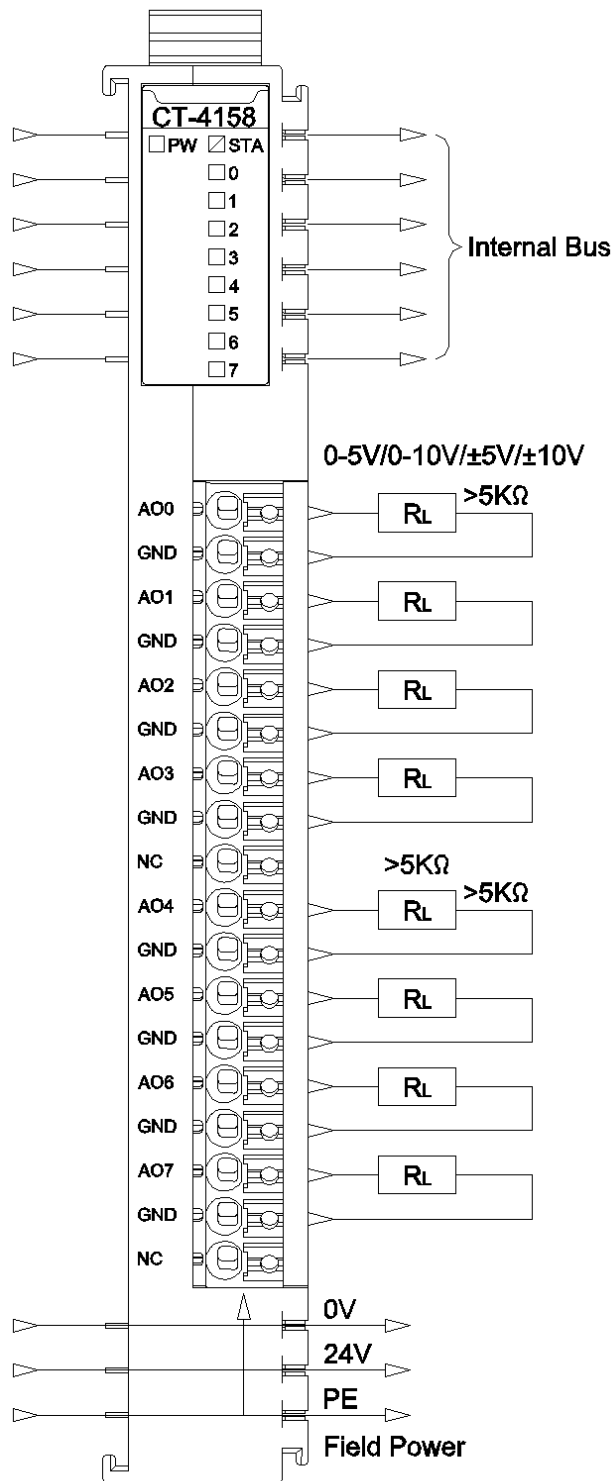 CT-4158
PW STA
0
1
2
3
4
5
6
7
Internal Bus
0-5V/0-10V/±5V/±10V
AO0 RL >5KΩ
GND
AO1 RL
GND
AO2 RL
GND
AO3 RL
GND
NC >5KΩ
AO4 RL >5KΩ
GND
AO5 RL
GND
AO6 RL
GND
AO7 RL
GND
NC
0V
24V
PE
Field Power